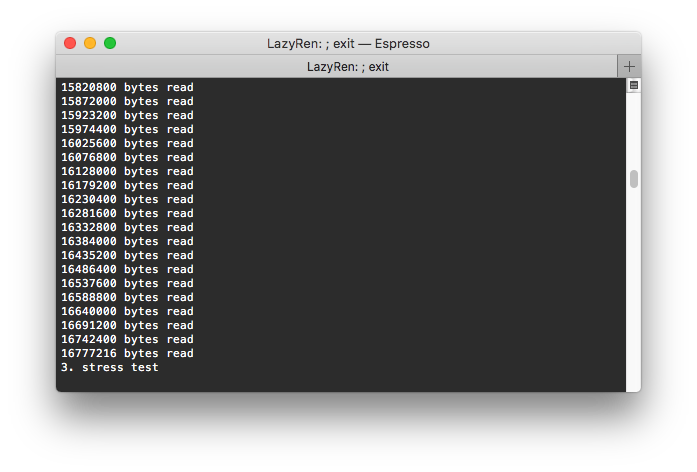 LazyRen: ; exit — Espresso
LazyRen: ; exit
15820800 bytes read
15872000 bytes read
15923200 bytes read
15974400 bytes read
16025600 bytes read
16076800 bytes read
16128000 bytes read
16179200 bytes read
16230400 bytes read
16281600 bytes read
16332800 bytes read
16384000 bytes read
16435200 bytes read
16486400 bytes read
16537600 bytes read
16588800 bytes read
16640000 bytes read
16691200 bytes read
16742400 bytes read
16777216 bytes read
3. stress test